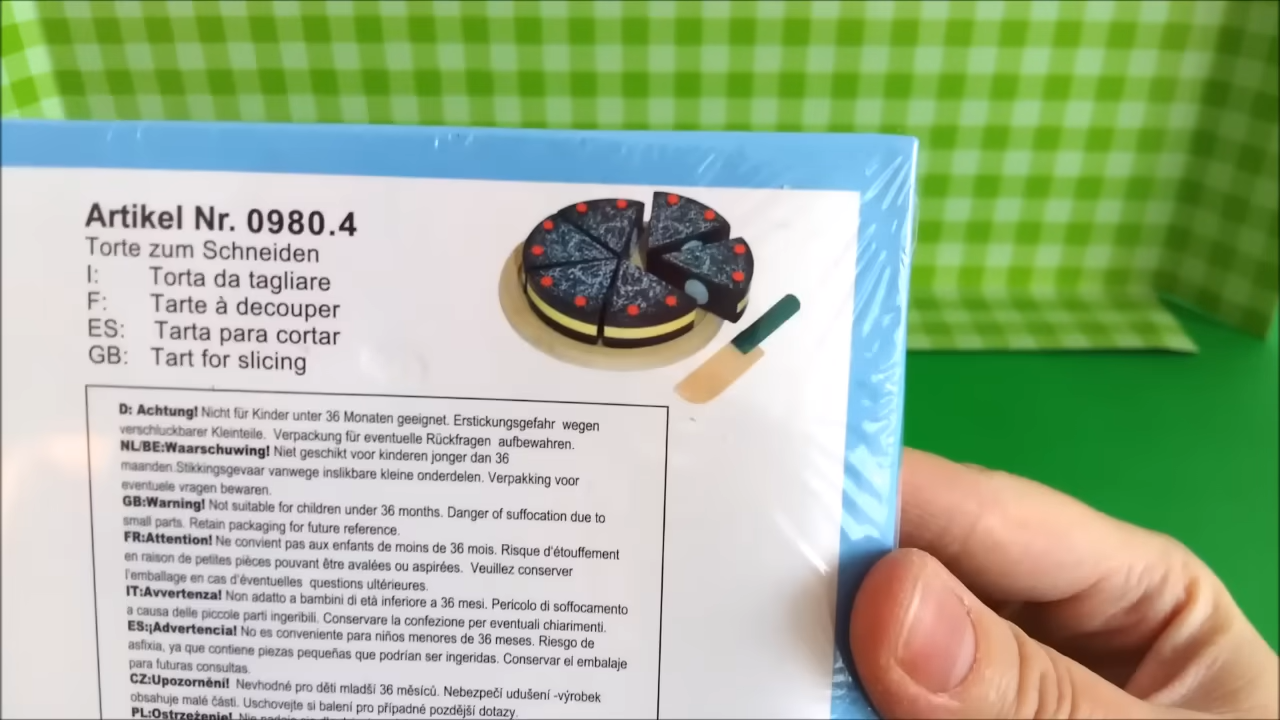 Artikel Nr. 0980.4
Torte zum Schneiden
I: Torta da tagliare
F: Tarte à decouper
ES: Tarta para cortar
GB: Tart for slicing
D: Achtung! Nicht für Kinder unter 36 Monaten geeignet. Erstickungsgefahr wegen
verschluckbarer Kleinteile. Verpackung für eventuelle Rückfragen aufbewahren.
NL/BE:Waarschuwing! Niet geschikt voor kinderen jonger dan 36
maanden.Stikkingsgevaar vanwege inslikbare kleine onderdelen. Verpakking voor
eventuele vragen bewaren.
GB:Warning! Not suitable for children under 36 months. Danger of suffocation due to
small parts. Retain packaging for future reference.
FR:Attention! Ne convient pas aux enfants de moins de 36 mois. Risque d'étouffement
en raison de petites pièces pouvant être avalées ou aspirées. Veuillez conserver
l'emballage en cas d'éventuelles questions ultérieures.
IT:Avvertenza! Non adatto a bambini di età inferiore a 36 mesi. Pericolo di soffocamento
a causa delle piccole parti ingeribili. Conservare la confezione per eventuali chiarimenti.
ES:¡Advertencia! No es conveniente para niños menores de 36 meses. Riesgo de
asfixia, ya que contiene piezas pequeñas que podrían ser ingeridas. Conservar el embalaje
para futuras consultas.
CZ:Upozornění! Nevhodné pro děti mladší 36 měsíců. Nebezpečí udušení -výrobek
obsahuje malé části. Uschovejte si balení pro případné pozdější dotazy.
PL:Ostrzeżenie! Nie